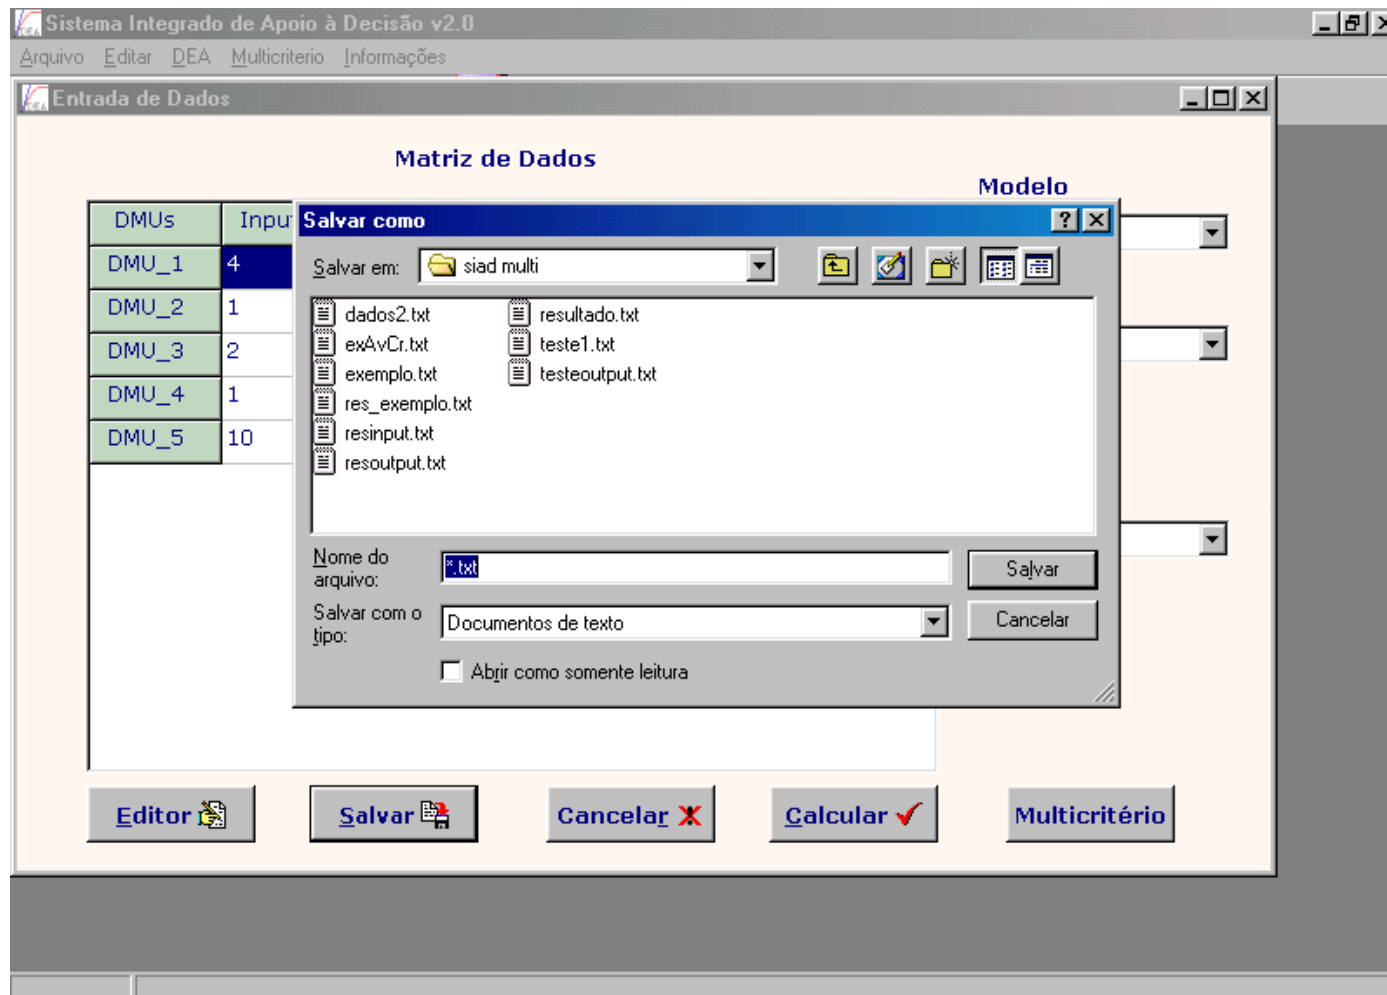 Sistema Integrado de Apoio à Decisão v2.0
Arquivo Editar DEA Multicriterio Informações
Entrada de Dados
Matriz de Dados
Modelo
DMUs Inpu
DMU_1 4
DMU_2 1
DMU_3 2
DMU_4 1
DMU_5 10
Salvar como
Salvar em: siad multi
dados2.txt
exAvCr.txt
exemplo.txt
res_exemplo.txt
resinput.txt
resoutput.txt
resultado.txt
teste1.txt
testeoutput.txt
Nome do
arquivo:
*.txt
Salvar
Salvar com o
tipo:
Documentos de texto
Cancelar
Abrir como somente leitura
Editor Salvar Cancelar Calcular Multicritério